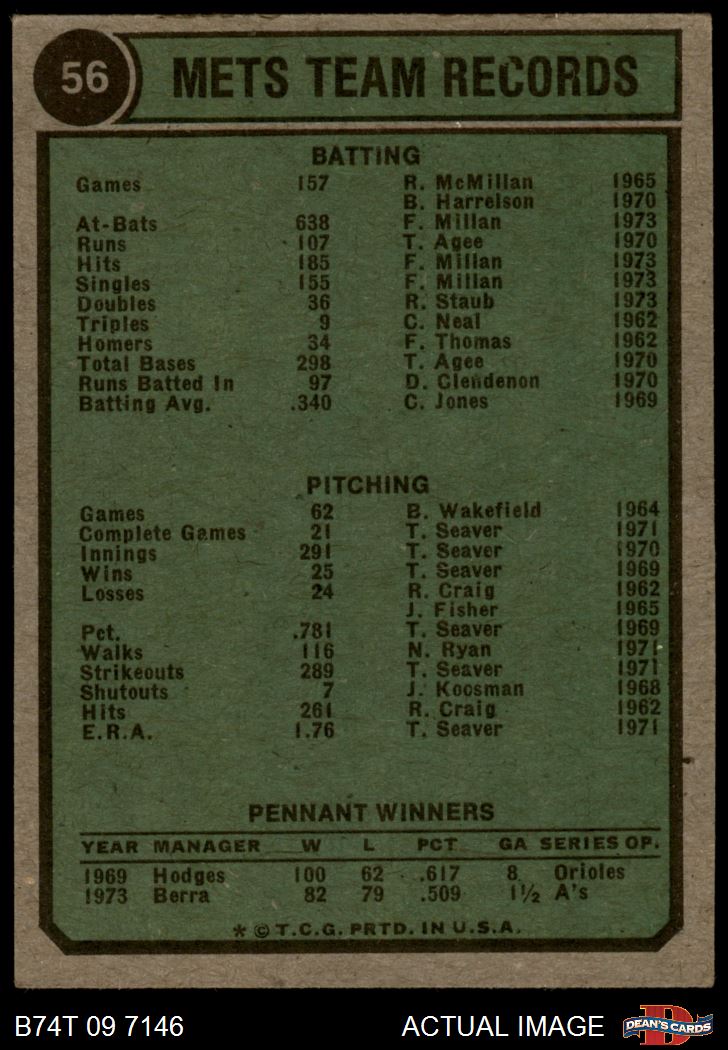 56 METS TEAM RECORDS
BATTING
Games 157 R. McMillan 1965
B. Harrelson 1970
At-Bats 638 F. Millan 1973
Runs 107 T. Agee 1970
Hits 185 F. Millan 1973
Singles 155 F. Millan 1973
Doubles 36 R. Staub 1973
Triples 9 C. Neal 1962
Homers 34 F. Thomas 1962
Total Bases 298 T. Agee 1970
Runs Batted In 97 D. Clendenon 1970
Batting Avg. .340 C. Jones 1969
PITCHING
Games 62 B. Wakefield 1964
Complete Games 21 T. Seaver 1971
Innings 291 T. Seaver 1970
Wins 25 T. Seaver 1969
Losses 24 R. Craig 1962
J. Fisher 1965
Pct. .781 T. Seaver 1969
Walks 116 N. Ryan 1971
Strikeouts 289 T. Seaver 1971
Shutouts 7 J. Koosman 1968
Hits 261 R. Craig 1962
E.R.A. 1.76 T. Seaver 1971
PENNANT WINNERS
YEAR MANAGER W L PCT GA SERIES OP.
1969 Hodges 100 62 .617 8 Orioles
1973 Berra 82 79 .509 1½ A's
* © T.C.G. PRTD. IN U.S.A.
B74T 09 7146 ACTUAL IMAGE D DEAN'S CARDS